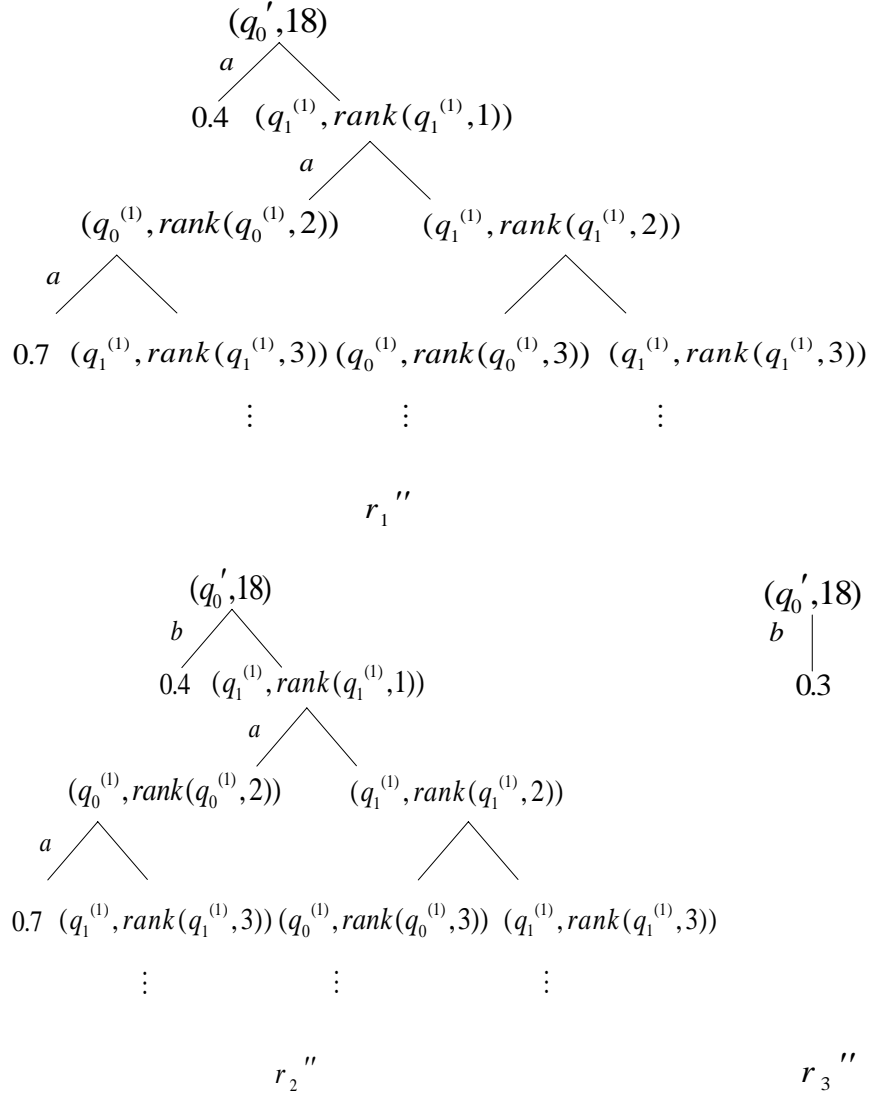 (q₀′,18)
a
0.4 (q₁⁽¹⁾,rank(q₁⁽¹⁾,1))
a
(q₀⁽¹⁾,rank(q₀⁽¹⁾,2)) (q₁⁽¹⁾,rank(q₁⁽¹⁾,2))
a
0.7 (q₁⁽¹⁾,rank(q₁⁽¹⁾,3)) (q₀⁽¹⁾,rank(q₀⁽¹⁾,3)) (q₁⁽¹⁾,rank(q₁⁽¹⁾,3))
⋮ ⋮ ⋮
r₁″
(q₀′,18)
b
0.4 (q₁⁽¹⁾,rank(q₁⁽¹⁾,1))
a
(q₀⁽¹⁾,rank(q₀⁽¹⁾,2)) (q₁⁽¹⁾,rank(q₁⁽¹⁾,2))
a
0.7 (q₁⁽¹⁾,rank(q₁⁽¹⁾,3)) (q₀⁽¹⁾,rank(q₀⁽¹⁾,3)) (q₁⁽¹⁾,rank(q₁⁽¹⁾,3))
⋮ ⋮ ⋮
r₂″
(q₀′,18)
b
0.3
r₃″